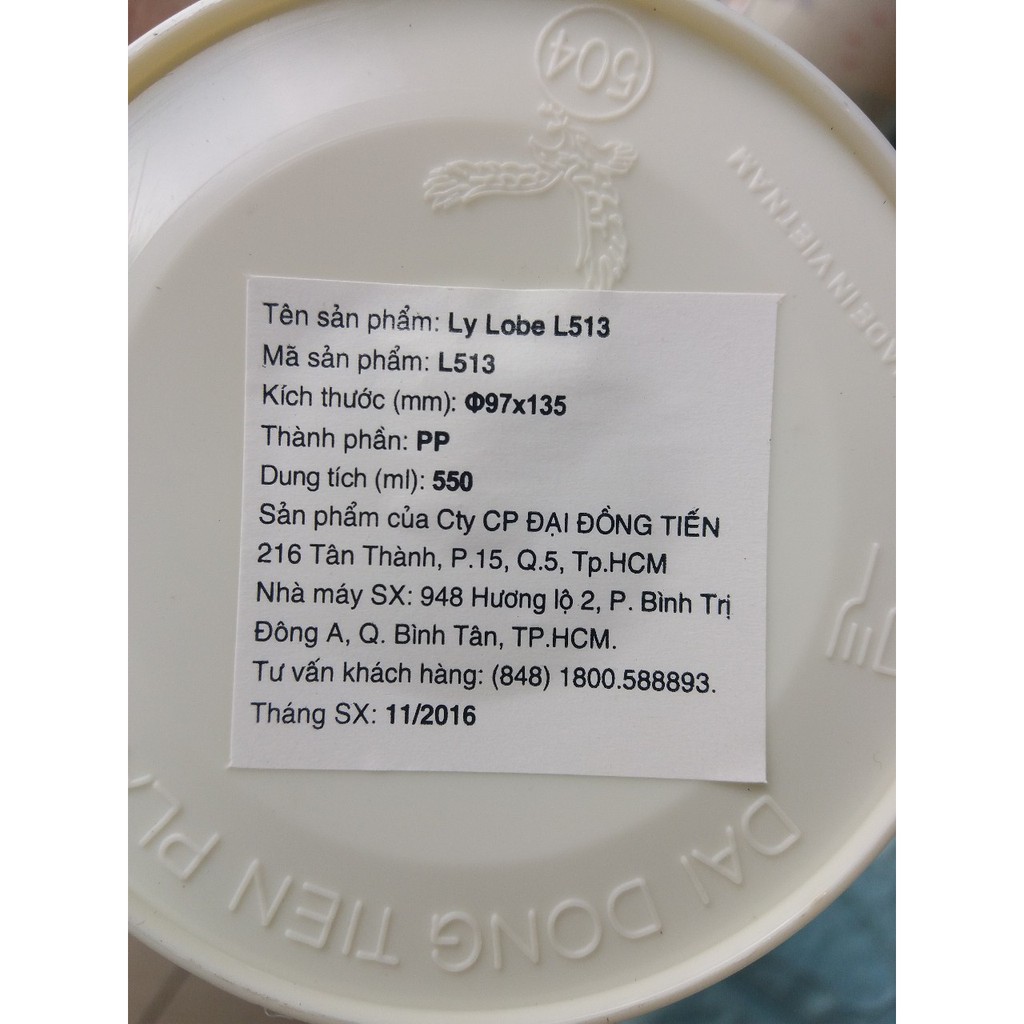 504
MADE IN VIETNAM
Tên sản phẩm: Ly Lobe L513
Mã sản phẩm: L513
Kích thước (mm): Φ97x135
Thành phần: PP
Dung tích (ml): 550
Sản phẩm của Cty CP ĐẠI ĐỒNG TIẾN
216 Tân Thành, P.15, Q.5, Tp.HCM
Nhà máy SX: 948 Hương lộ 2, P. Bình Trị
Đông A, Q. Bình Tân, TP.HCM.
Tư vấn khách hàng: (848) 1800.588893.
Tháng SX: 11/2016
DAI DONG TIEN